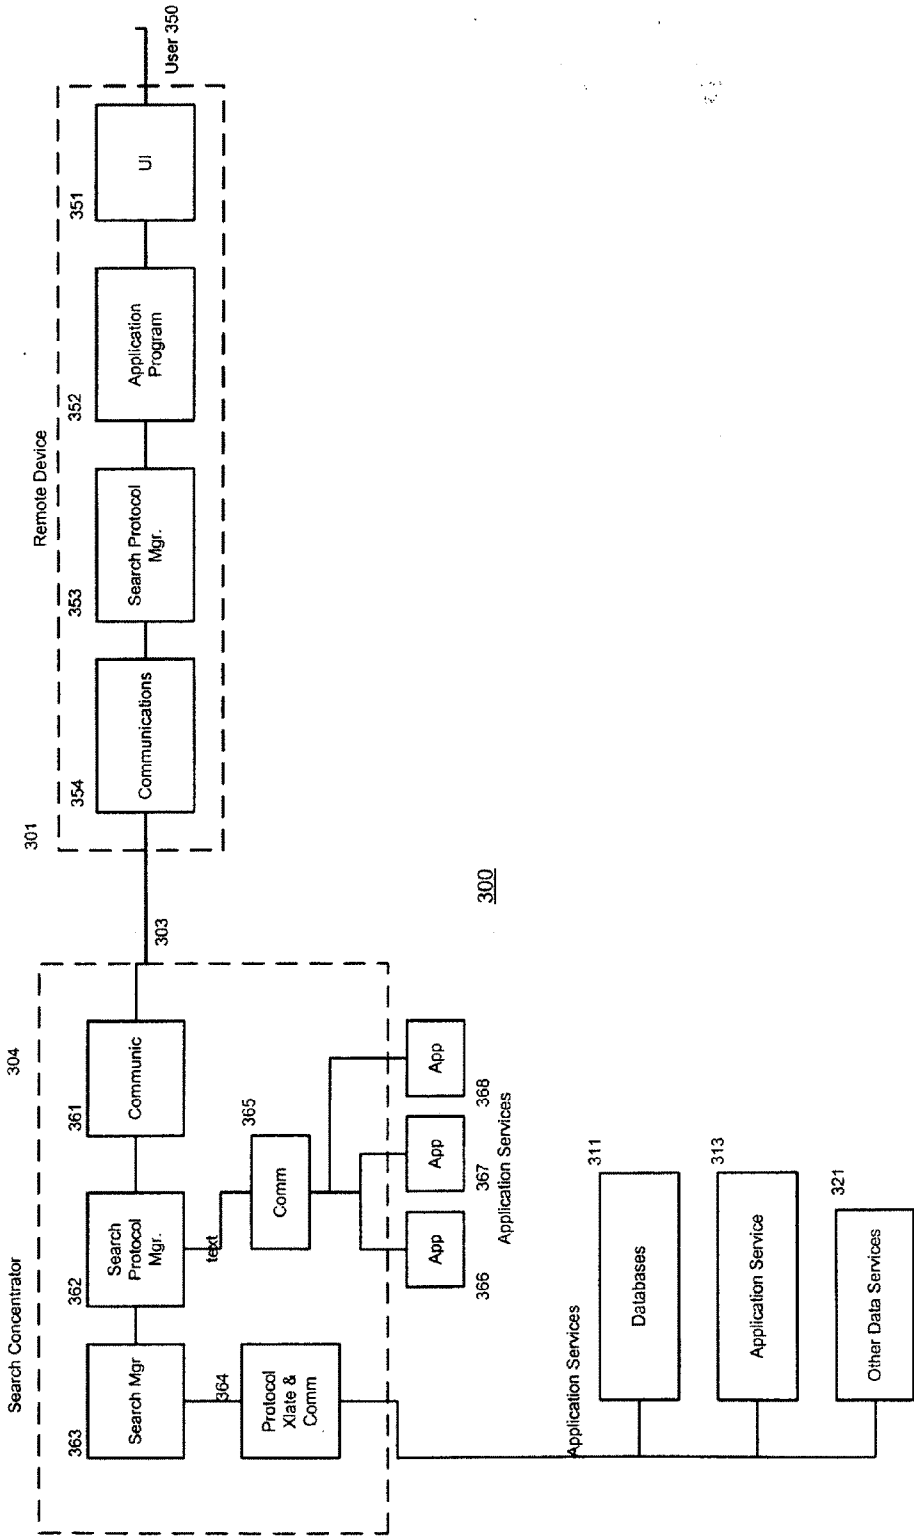 Search Concentrator
304
363
Search Mgr
362
Search
Protocol
Mgr.
361
Communic
364
Protocol
Xlate &
Comm
text
365
Comm
366
App
367
App
368
App
Application Services
303
301
Remote Device
354
Communications
353
Search Protocol
Mgr.
352
Application
Program
351
UI
User 350
300
Application Services
311
Databases
313
Application Service
321
Other Data Services